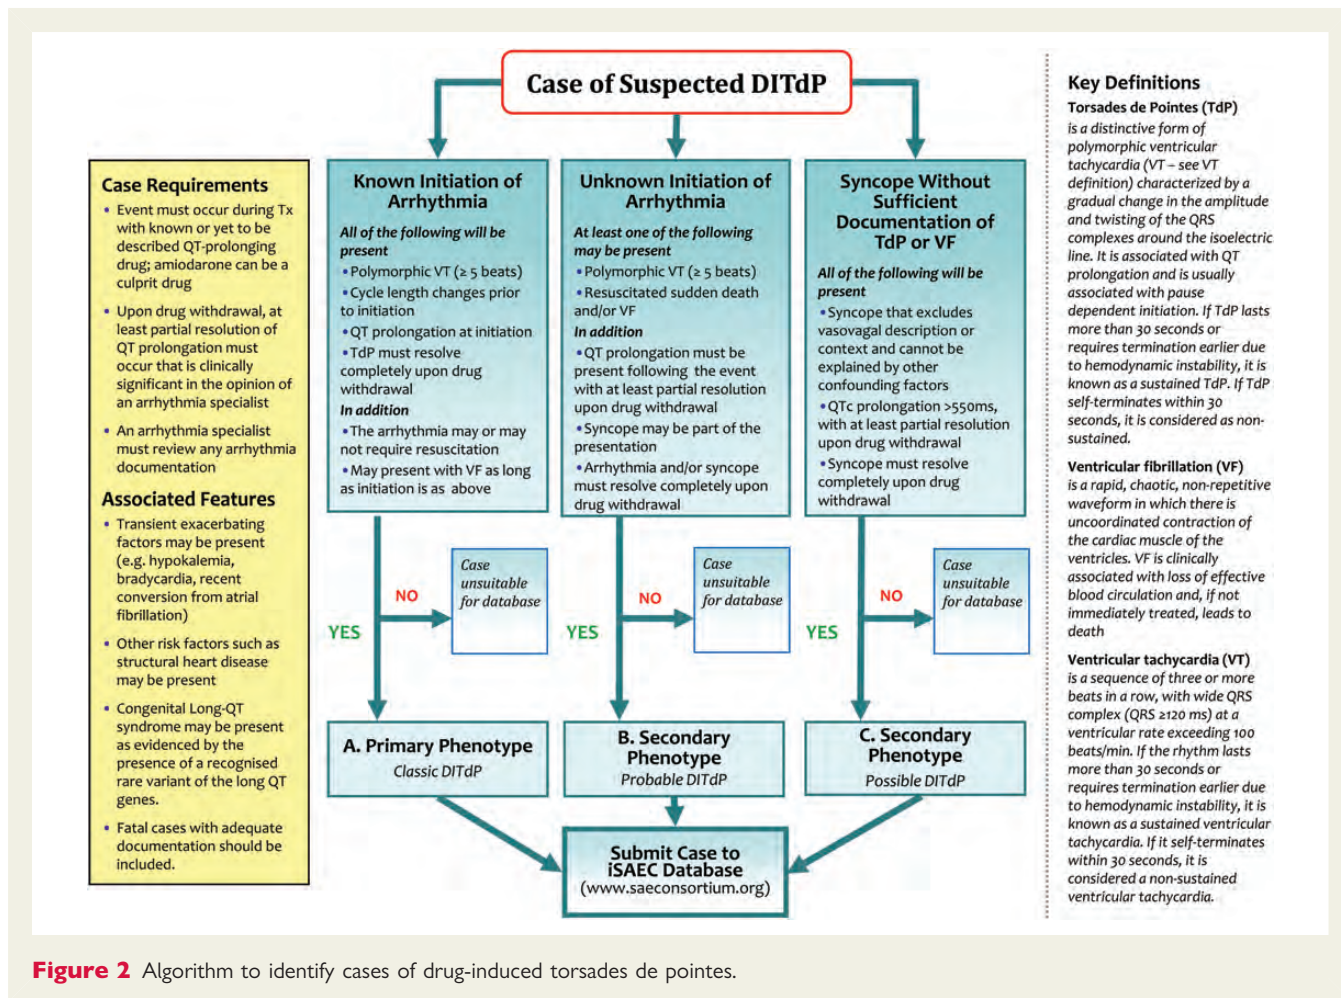 Case of Suspected DITdP
Case Requirements
• Event must occur during Tx
with known or yet to be
described QT-prolonging
drug; amiodarone can be a
culprit drug
• Upon drug withdrawal, at
least partial resolution of
QT prolongation must
occur that is clinically
significant in the opinion of
an arrhythmia specialist
• An arrhythmia specialist
must review any arrhythmia
documentation
Associated Features
• Transient exacerbating
factors may be present
(e.g. hypokalemia,
bradycardia, recent
conversion from atrial
fibrillation)
• Other risk factors such as
structural heart disease
may be present
• Congenital Long-QT
syndrome may be present
as evidenced by the
presence of a recognised
rare variant of the long QT
genes.
• Fatal cases with adequate
documentation should be
included.
Known Initiation of
Arrhythmia
All of the following will be
present
• Polymorphic VT (≥ 5 beats)
• Cycle length changes prior
to initiation
• QT prolongation at initiation
• TdP must resolve
completely upon drug
withdrawal
In addition
• The arrhythmia may or may
not require resuscitation
• May present with VF as long
as initiation is as above
Unknown Initiation of
Arrhythmia
At least one of the following
may be present
• Polymorphic VT (≥ 5 beats)
• Resuscitated sudden death
and/or VF
In addition
• QT prolongation must be
present following the event
with at least partial resolution
upon drug withdrawal
• Syncope may be part of the
presentation
• Arrhythmia and/or syncope
must resolve completely upon
drug withdrawal
Syncope Without
Sufficient
Documentation of
TdP or VF
All of the following will be
present
• Syncope that excludes
vasovagal description or
context and cannot be
explained by other
confounding factors
• QTc prolongation >550ms,
with at least partial resolution
upon drug withdrawal
• Syncope must resolve
completely upon drug
withdrawal
YES
NO
Case
unsuitable
for database
YES
NO
Case
unsuitable
for database
YES
NO
Case
unsuitable
for database
A. Primary Phenotype
Classic DITdP
B. Secondary
Phenotype
Probable DITdP
C. Secondary
Phenotype
Possible DITdP
Submit Case to
iSAEC Database
(www.saeconsortium.org)
Key Definitions
Torsades de Pointes (TdP)
is a distinctive form of
polymorphic ventricular
tachycardia (VT – see VT
definition) characterized by a
gradual change in the amplitude
and twisting of the QRS
complexes around the isoelectric
line. It is associated with QT
prolongation and is usually
associated with pause
dependent initiation. If TdP lasts
more than 30 seconds or
requires termination earlier due
to hemodynamic instability, it is
known as a sustained TdP. If TdP
self-terminates within 30
seconds, it is considered as non-
sustained.
Ventricular fibrillation (VF)
is a rapid, chaotic, non-repetitive
waveform in which there is
uncoordinated contraction of
the cardiac muscle of the
ventricles. VF is clinically
associated with loss of effective
blood circulation and, if not
immediately treated, leads to
death
Ventricular tachycardia (VT)
is a sequence of three or more
beats in a row, with wide QRS
complex (QRS ≥120 ms) at a
ventricular rate exceeding 100
beats/min. If the rhythm lasts
more than 30 seconds or
requires termination earlier due
to hemodynamic instability, it is
known as a sustained ventricular
tachycardia. If it self-terminates
within 30 seconds, it is
considered a non-sustained
ventricular tachycardia.
Figure 2 Algorithm to identify cases of drug-induced torsades de pointes.